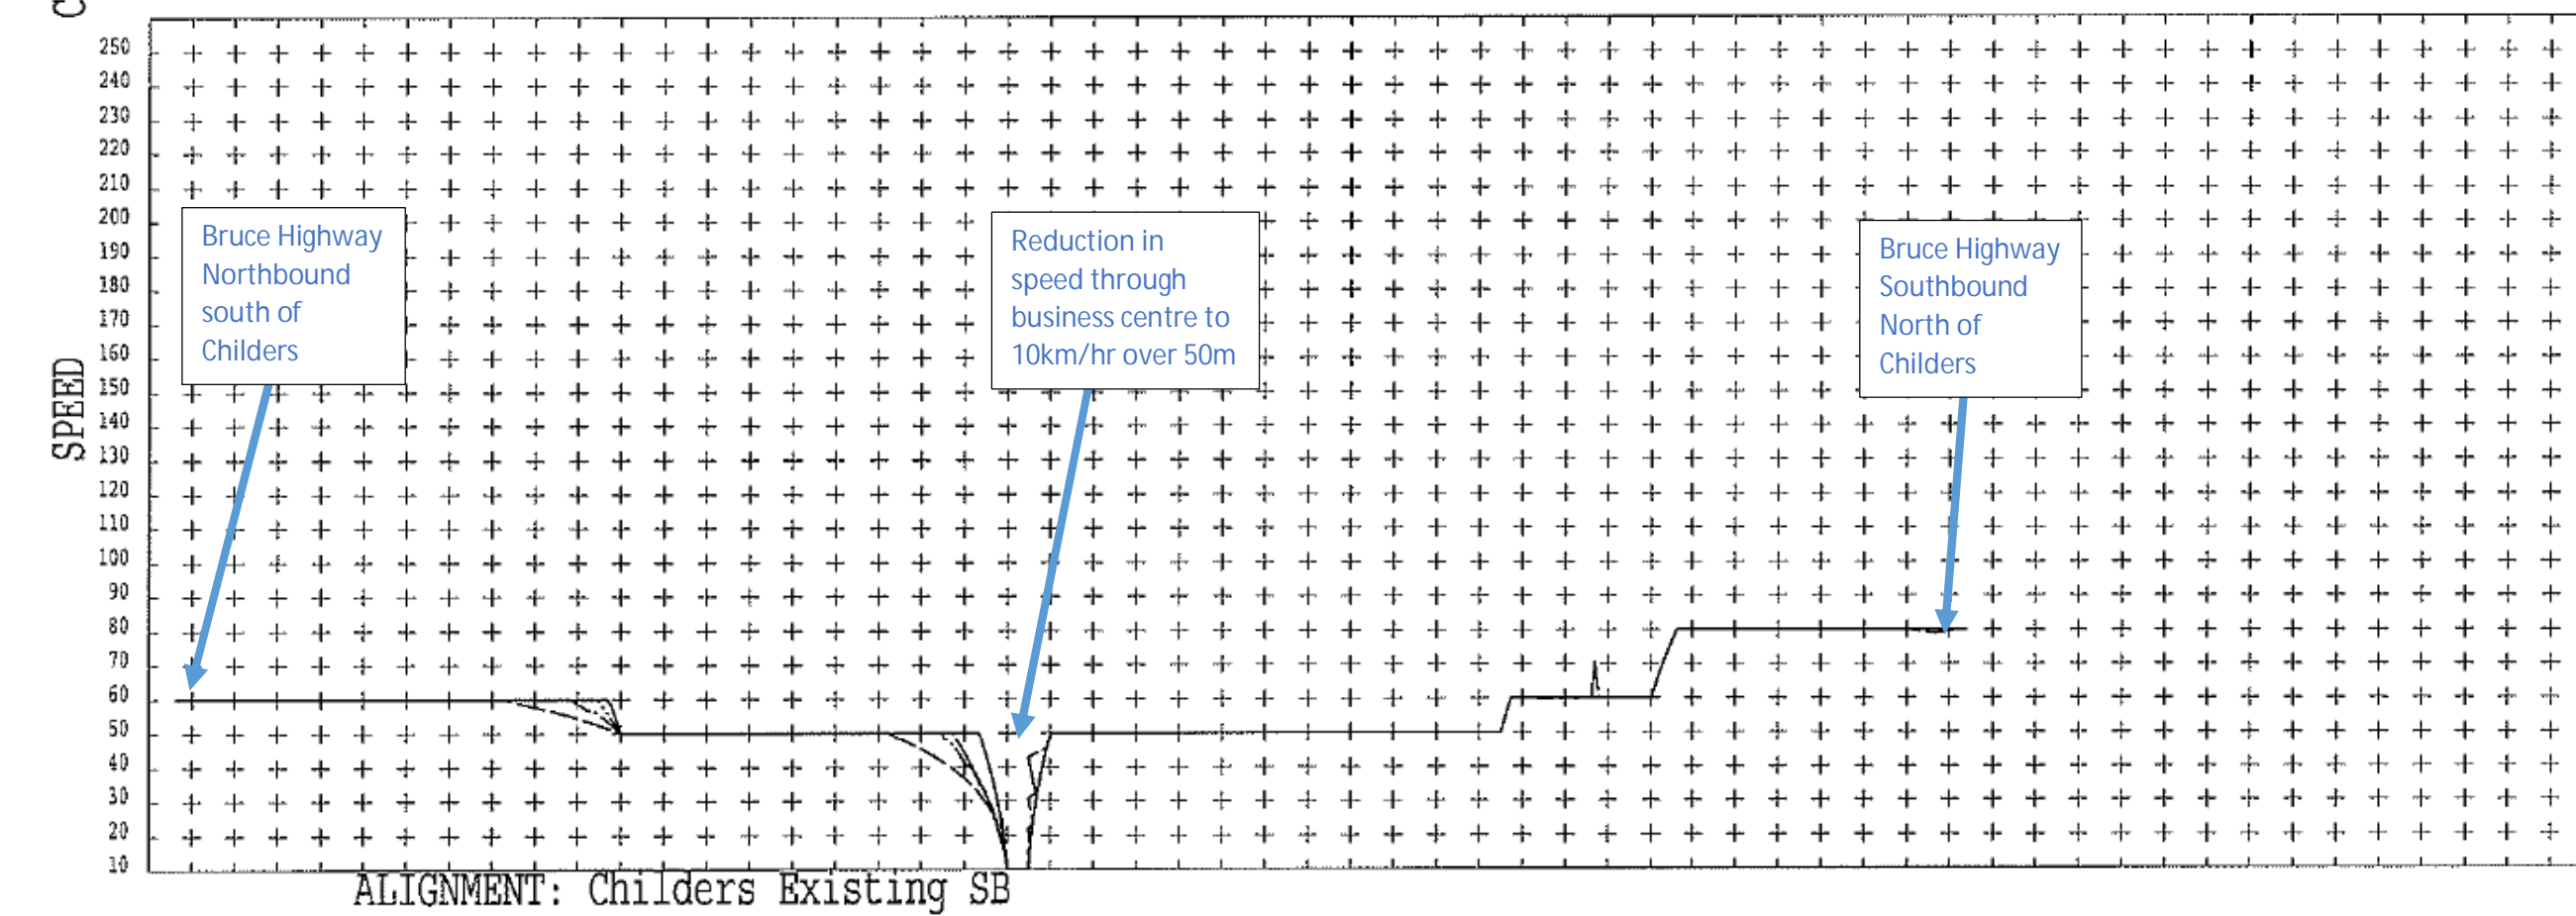 C
250
240
230
220
210
200
190
180
170
160
150
140
130
120
110
100
90
80
70
60
50
40
30
20
10
SPEED
Bruce Highway
Northbound
south of
Childers
Reduction in
speed through
business centre to
10km/hr over 50m
Bruce Highway
Southbound
North of
Childers
ALIGNMENT: Childers Existing SB